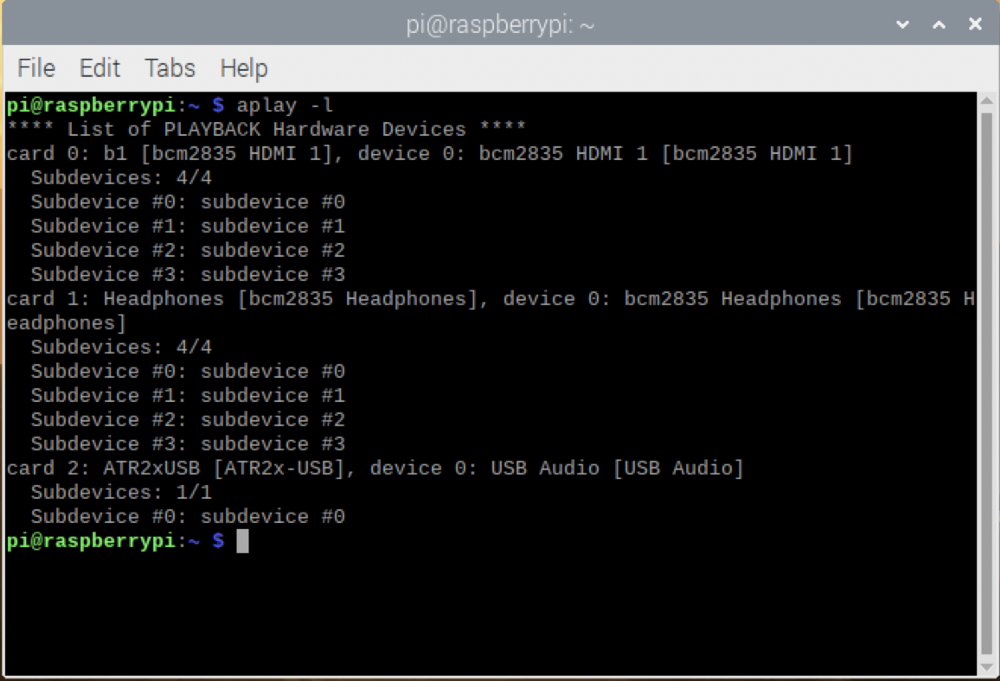 pi@raspberrypi: ~
File Edit Tabs Help
pi@raspberrypi:~ $ aplay -l
**** List of PLAYBACK Hardware Devices ****
card 0: b1 [bcm2835 HDMI 1], device 0: bcm2835 HDMI 1 [bcm2835 HDMI 1]
  Subdevices: 4/4
  Subdevice #0: subdevice #0
  Subdevice #1: subdevice #1
  Subdevice #2: subdevice #2
  Subdevice #3: subdevice #3
card 1: Headphones [bcm2835 Headphones], device 0: bcm2835 Headphones [bcm2835 H
eadphones]
  Subdevices: 4/4
  Subdevice #0: subdevice #0
  Subdevice #1: subdevice #1
  Subdevice #2: subdevice #2
  Subdevice #3: subdevice #3
card 2: ATR2xUSB [ATR2x-USB], device 0: USB Audio [USB Audio]
  Subdevices: 1/1
  Subdevice #0: subdevice #0
pi@raspberrypi:~ $